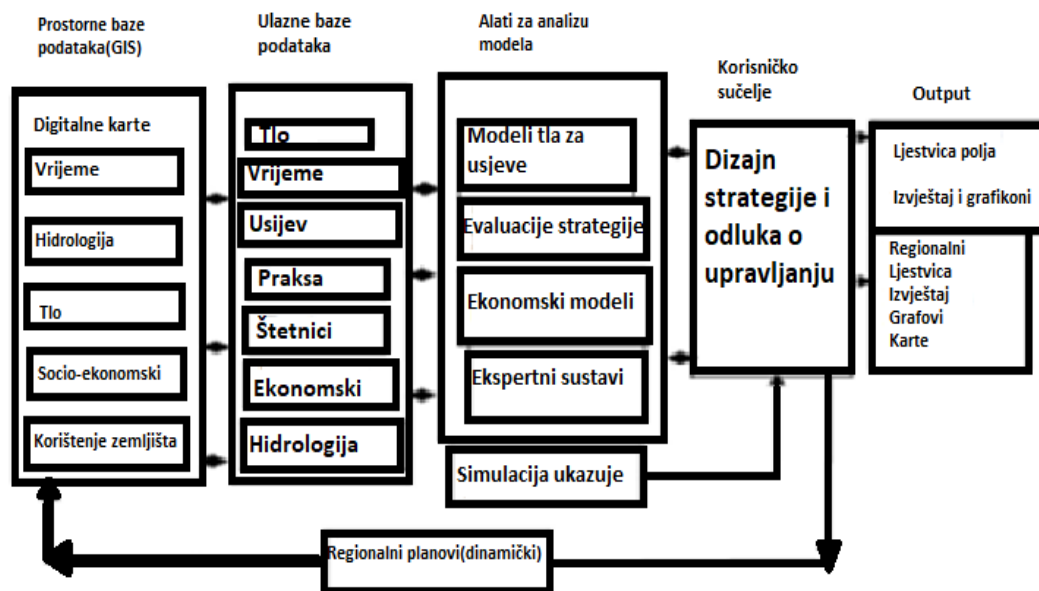 Prostorne baze
podataka(GIS)
Digitalne karte
Vrijeme
Hidrologija
Tlo
Socio-ekonomski
Korištenje zemljišta
Ulazne baze
podataka
Tlo
Vrijeme
Usijev
Praksa
Štetnici
Ekonomski
Hidrologija
Alati za analizu
modela
Modeli tla za
usjeve
Evaluacije strategije
Ekonomski modeli
Ekspertni sustavi
Simulacija ukazuje
Korisničko
sučelje
Dizajn
strategije i
odluka o
upravljanju
Output
Ljestvica polja
Izvještaj i grafikoni
Regionalni
Ljestvica
Izvještaj
Grafovi
Karte
Regionalni planovi(dinamički)